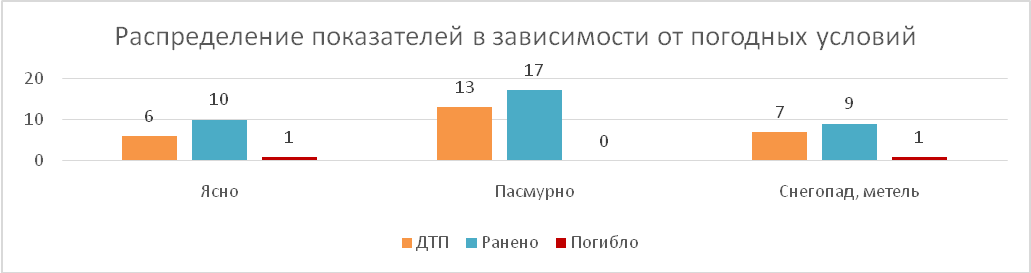 Распределение показателей в зависимости от погодных условий
20
10
0
6
10
1
13
17
0
7
9
1
Ясно
Пасмурно
Снегопад, метель
ДТП
Ранено
Погибло